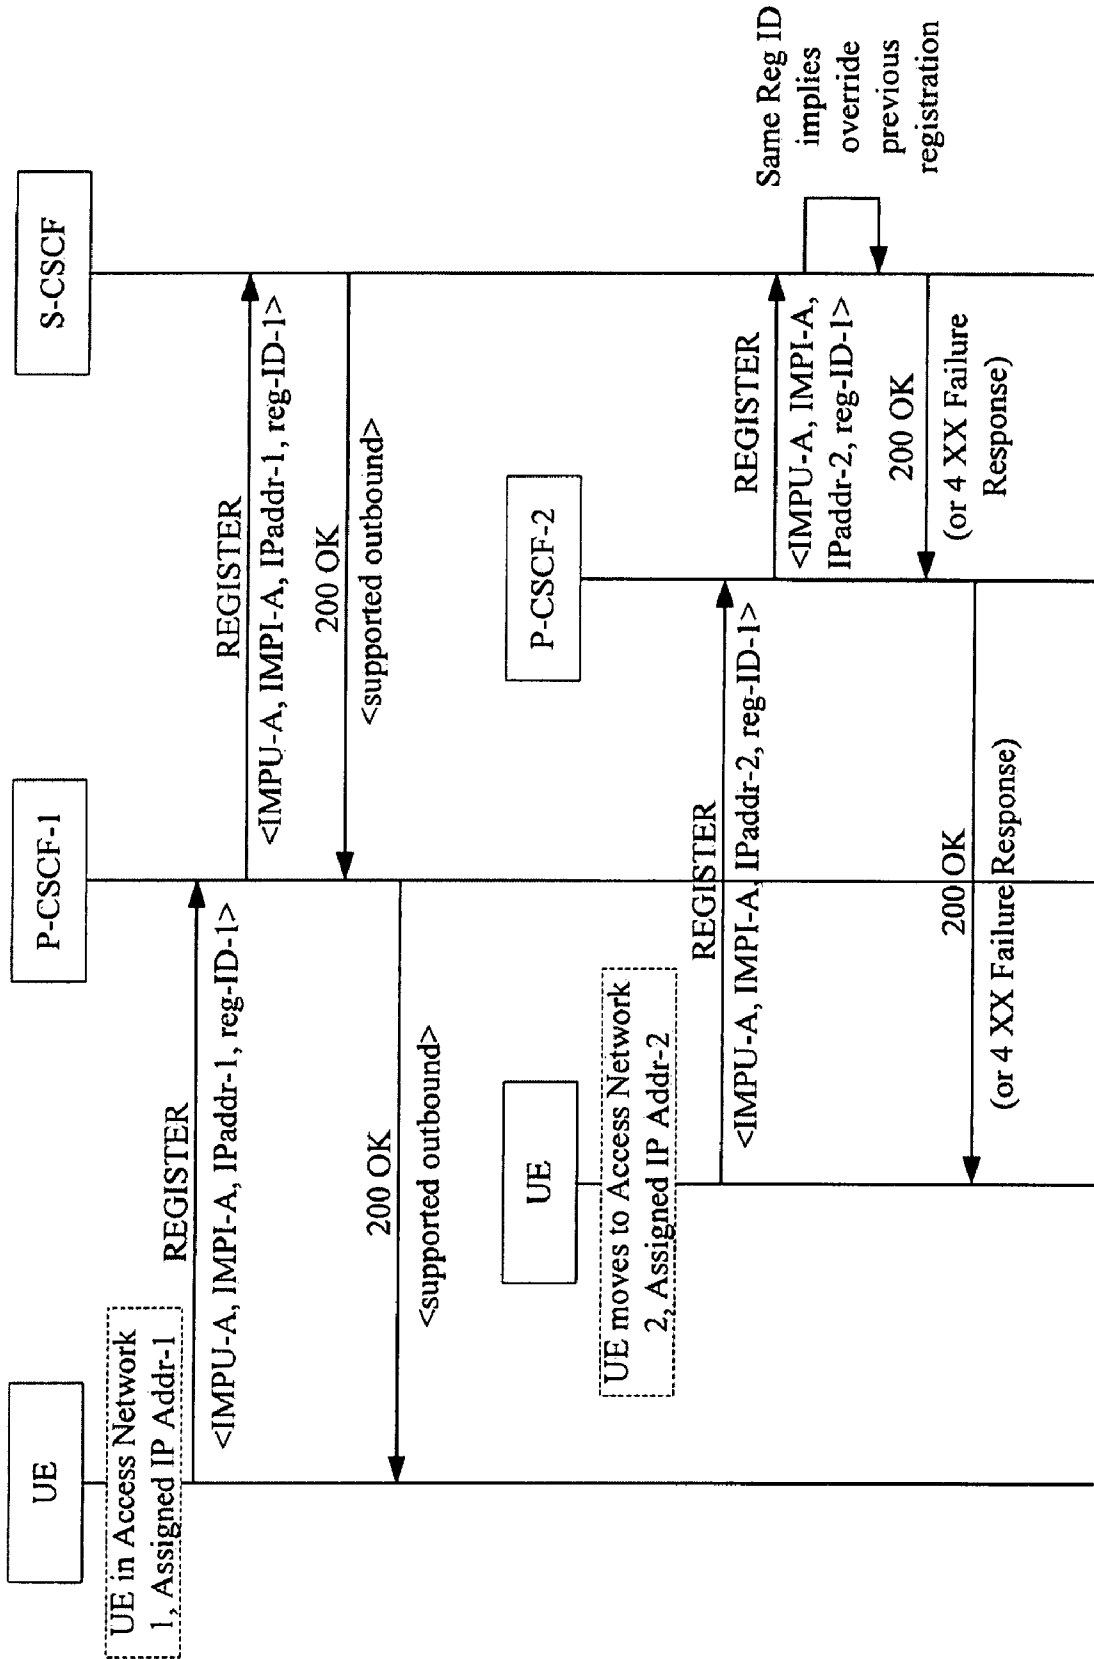 UE
P-CSCF-1
S-CSCF
UE in Access Network
1, Assigned IP Addr-1
REGISTER
<IMPU-A, IMPI-A, IPaddr-1, reg-ID-1>
REGISTER
<IMPU-A, IMPI-A, IPaddr-1, reg-ID-1>
200 OK
<supported outbound>
200 OK
<supported outbound>
UE
P-CSCF-2
UE moves to Access Network
2, Assigned IP Addr-2
REGISTER
<IMPU-A, IMPI-A, IPaddr-2, reg-ID-1>
REGISTER
<IMPU-A, IMPI-A,
IPaddr-2, reg-ID-1>
Same Reg ID
implies
override
previous
registration
200 OK
(or 4 XX Failure
Response)
200 OK
(or 4 XX Failure Response)